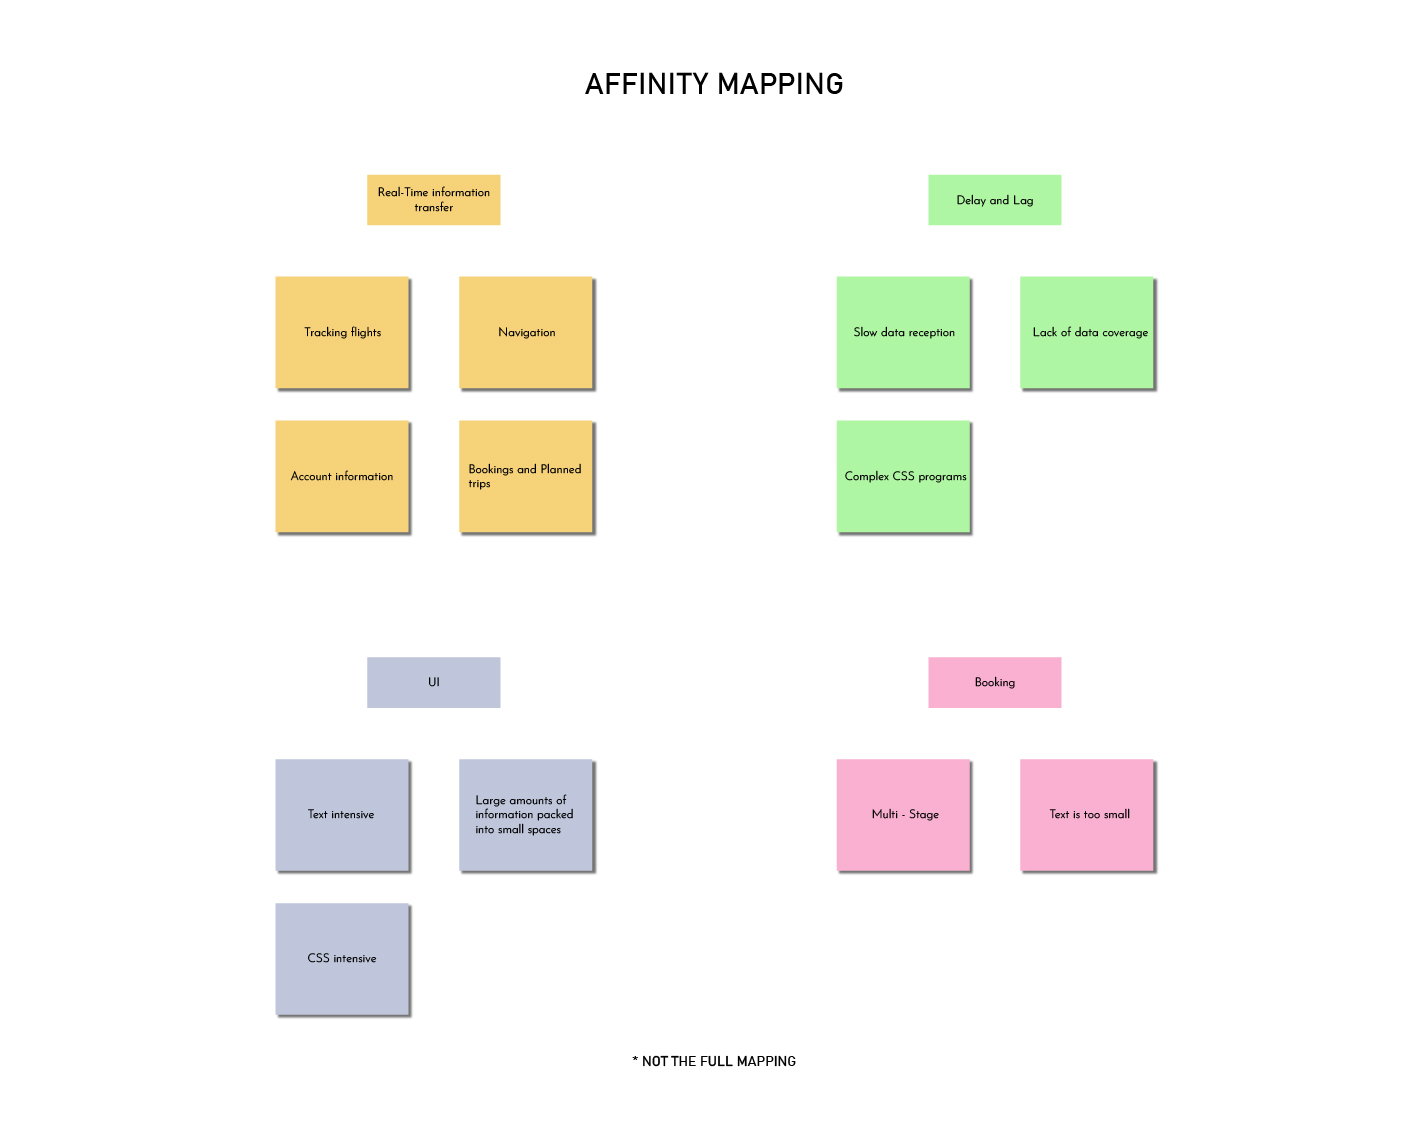 AFFINITY MAPPING
Real-Time information
transfer
Tracking flights
Navigation
Account information
Bookings and Planned
trips
Delay and Lag
Slow data reception
Lack of data coverage
Complex CSS programs
UI
Text intensive
Large amounts of
information packed
into small spaces
CSS intensive
Booking
Multi - Stage
Text is too small
* NOT THE FULL MAPPING